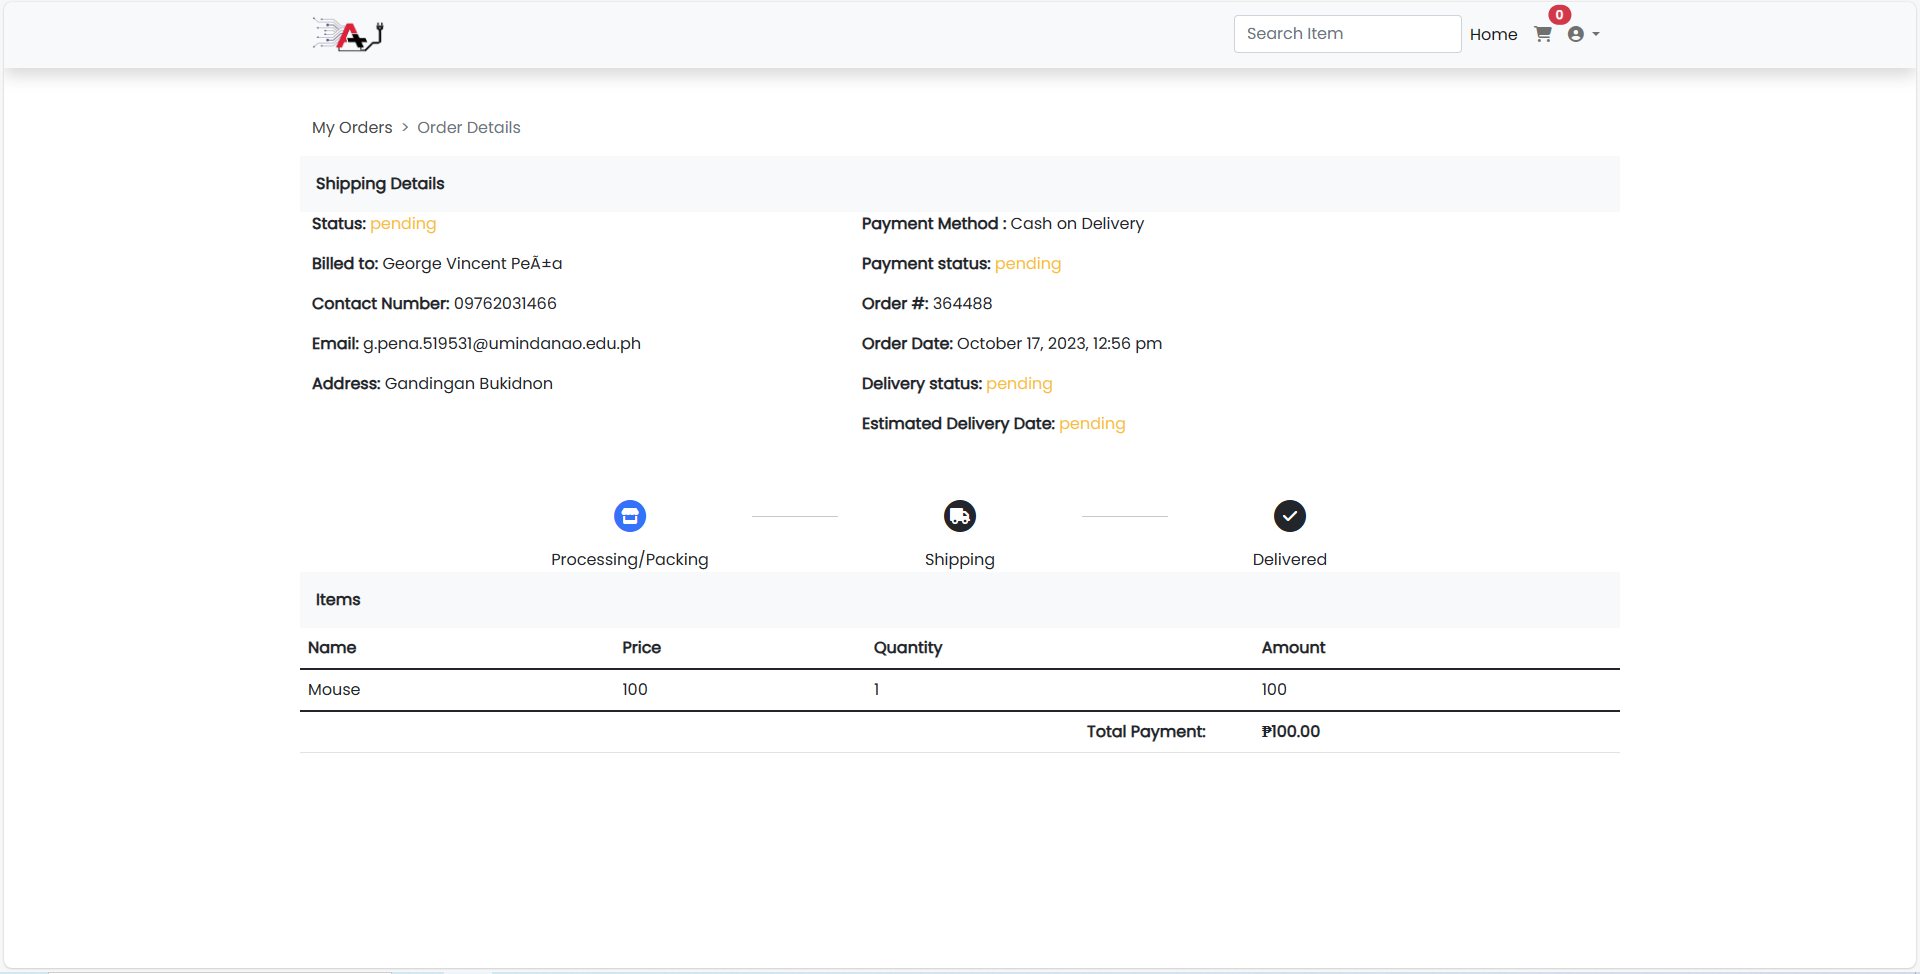 A
Search Item
Home
0
My Orders > Order Details
Shipping Details
Status: pending
Billed to: George Vincent PeÃ±a
Contact Number: 09762031466
Email: g.pena.519531@umindanao.edu.ph
Address: Gandingan Bukidnon
Payment Method : Cash on Delivery
Payment status: pending
Order #: 364488
Order Date: October 17, 2023, 12:56 pm
Delivery status: pending
Estimated Delivery Date: pending
Processing/Packing
Shipping
Delivered
Items
Name Price Quantity Amount
Mouse 100 1 100
Total Payment: ₱100.00